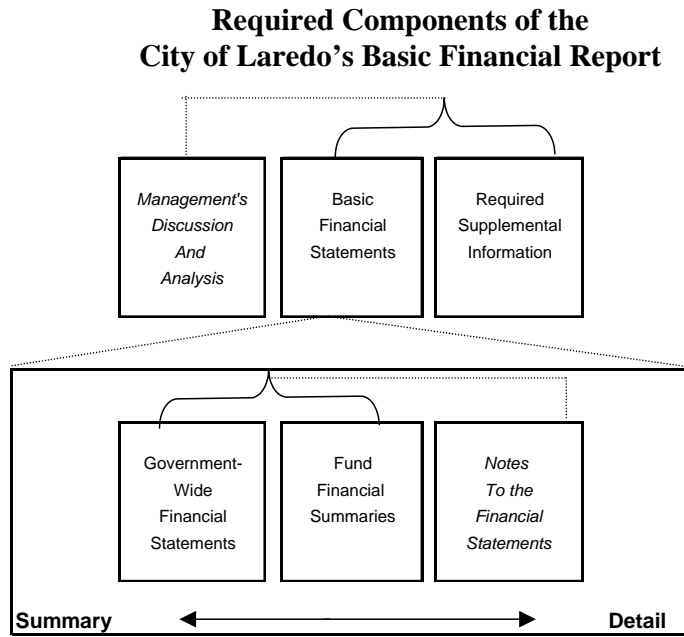 Required Components of the
City of Laredo's Basic Financial Report
Management's
Discussion
And
Analysis
Basic
Financial
Statements
Required
Supplemental
Information
Government-
Wide
Financial
Statements
Fund
Financial
Summaries
Notes
To the
Financial
Statements
Summary
Detail